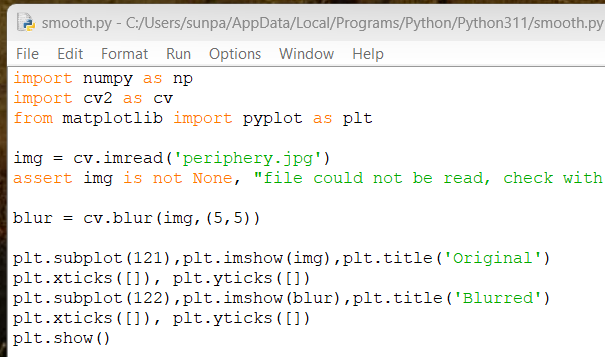 smooth.py - C:/Users/sunpa/AppData/Local/Programs/Python/Python311/smooth.py
File Edit Format Run Options Window Help
import numpy as np
import cv2 as cv
from matplotlib import pyplot as plt
img = cv.imread('periphery.jpg')
assert img is not None, "file could not be read, check with
blur = cv.blur(img,(5,5))
plt.subplot(121),plt.imshow(img),plt.title('Original')
plt.xticks([]), plt.yticks([])
plt.subplot(122),plt.imshow(blur),plt.title('Blurred')
plt.xticks([]), plt.yticks([])
plt.show()